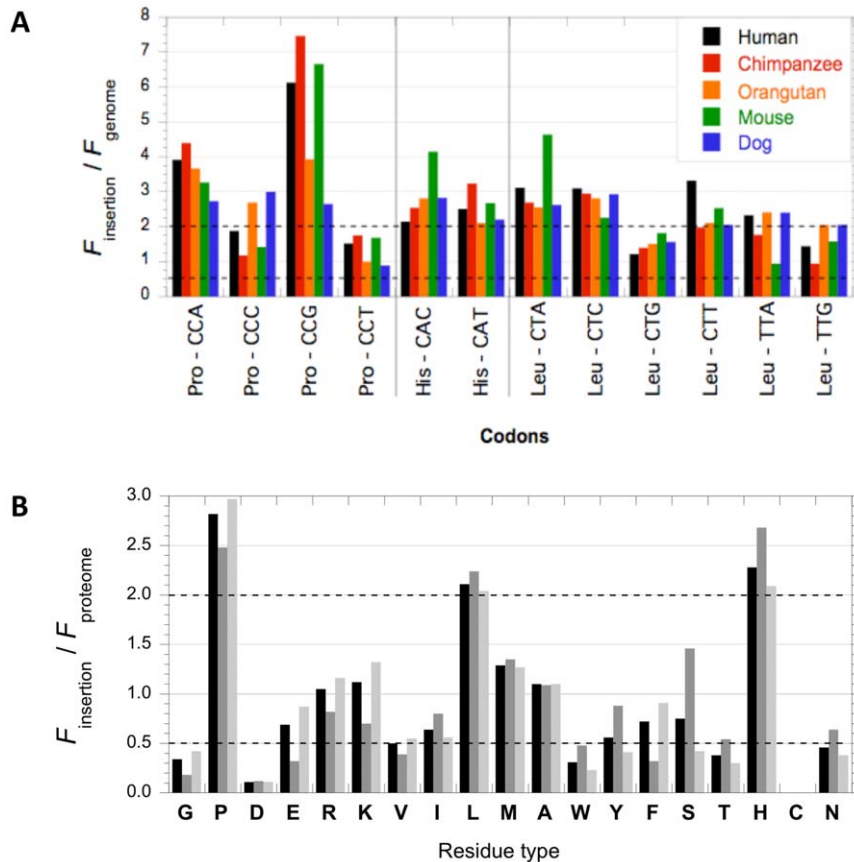 A
8
7
6
5
4
3
2
1
0
F insertion / F genome
Human
Chimpanzee
Orangutan
Mouse
Dog
Pro - CCA
Pro - CCC
Pro - CCG
Pro - CCT
His - CAC
His - CAT
Leu - CTA
Leu - CTC
Leu - CTG
Leu - CTT
Leu - TTA
Leu - TTG
Codons
B
3.0
2.5
2.0
1.5
1.0
0.5
0.0
F insertion / F proteome
G P D E R K V I L M A W Y F S T H C N
Residue type